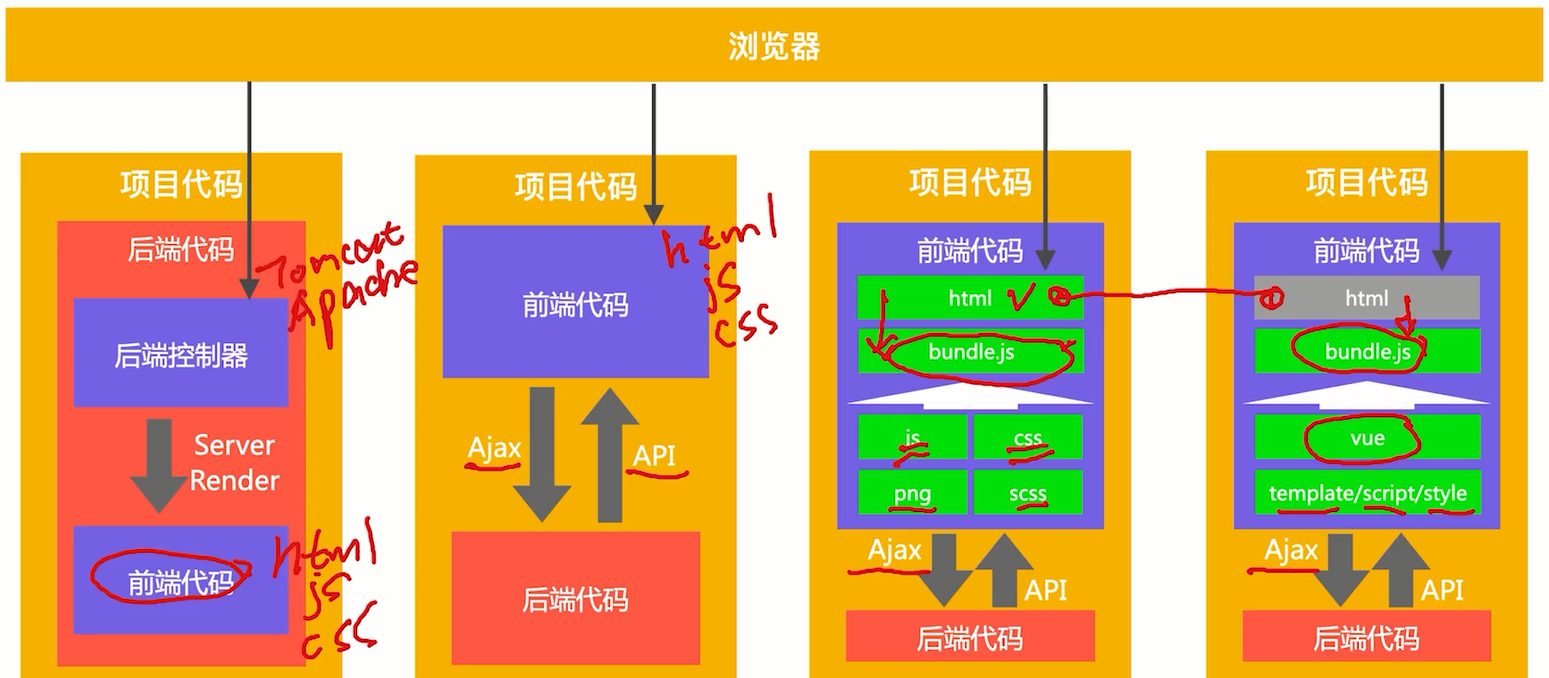 浏览器
项目代码
后端代码
Tomcat
Apache
后端控制器
Server
Render
前端代码
html
js
css
项目代码
前端代码
html
js
css
Ajax
API
后端代码
项目代码
前端代码
html
bundle.js
js
css
png
scss
Ajax
API
后端代码
项目代码
前端代码
html
bundle.js
vue
template/script/style
Ajax
API
后端代码